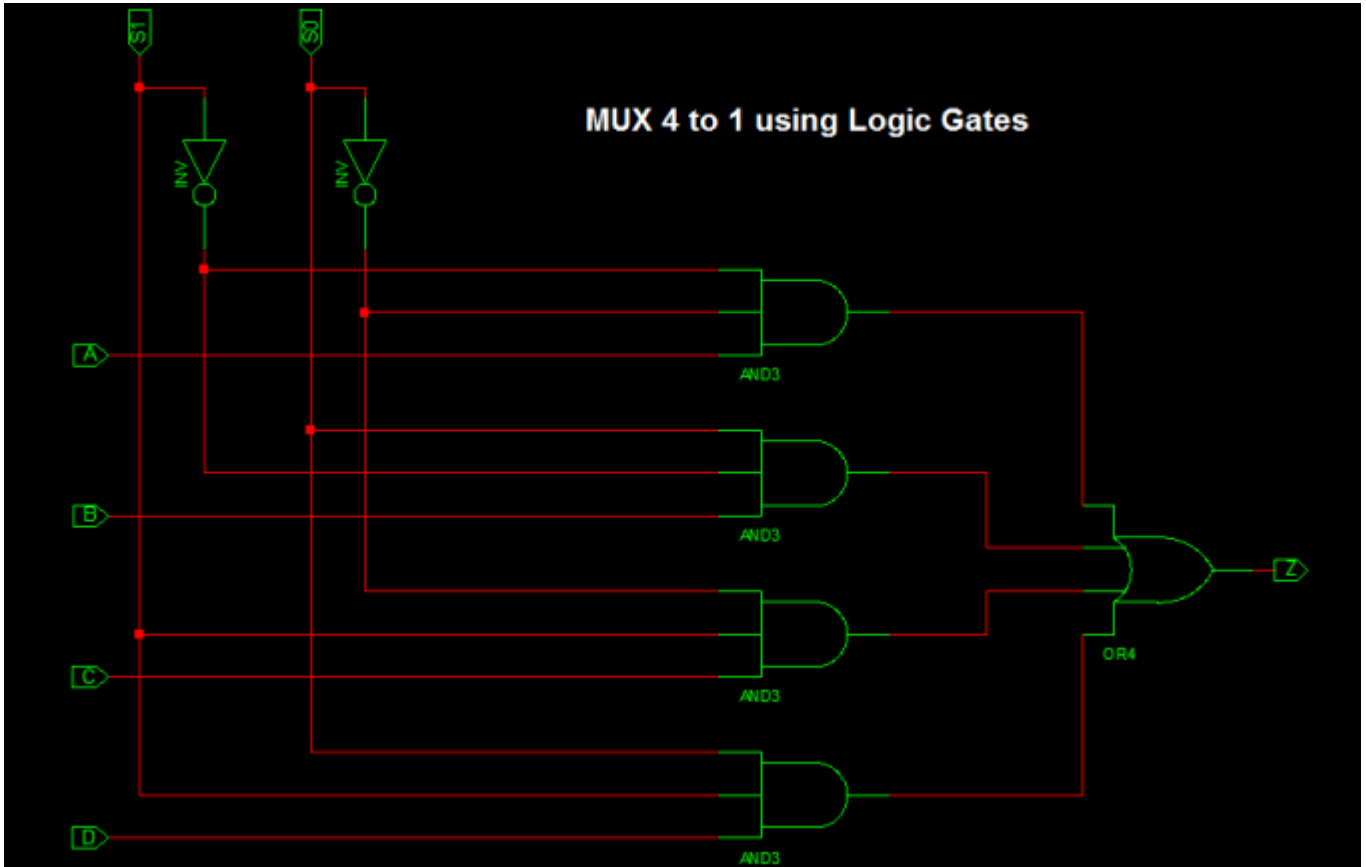 S1
S0
MUX 4 to 1 using Logic Gates
INV
INV
A
AND3
B
AND3
Z
OR4
C
AND3
D
AND3